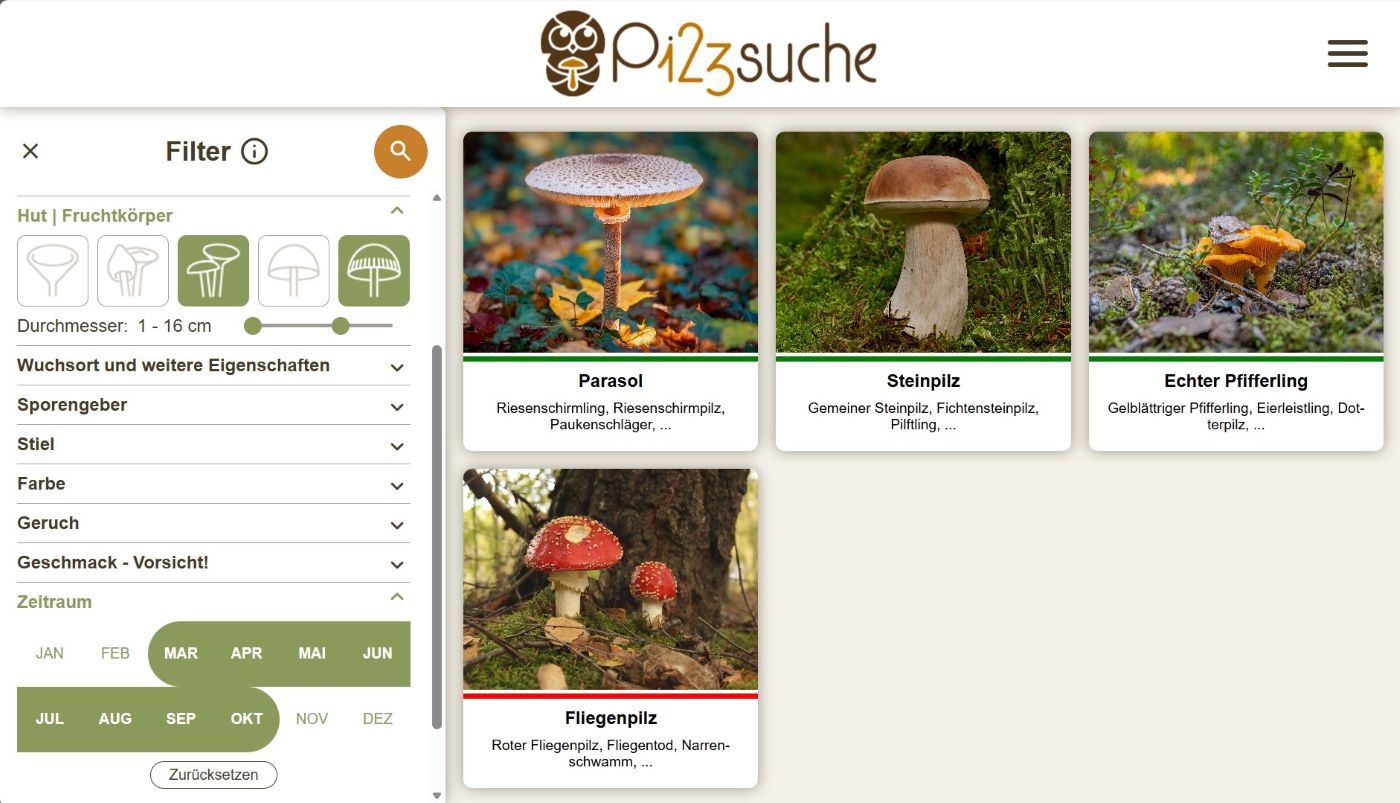 Pi2zsuche
Filter
Hut | Fruchtkörper
Durchmesser: 1 - 16 cm
Wuchsort und weitere Eigenschaften
Sporengeber
Stiel
Farbe
Geruch
Geschmack - Vorsicht!
Zeitraum
JAN FEB MAR APR MAI JUN
JUL AUG SEP OKT NOV DEZ
Zurücksetzen
Parasol
Riesenschirmling, Riesenschirmpilz,
Paukenschläger, ...
Steinpilz
Gemeiner Steinpilz, Fichtensteinpilz,
Pilftling, ...
Echter Pfifferling
Gelblättriger Pfifferling, Eierleistling, Dot-
terpilz, ...
Fliegenpilz
Roter Fliegenpilz, Fliegentod, Narren-
schwamm, ...